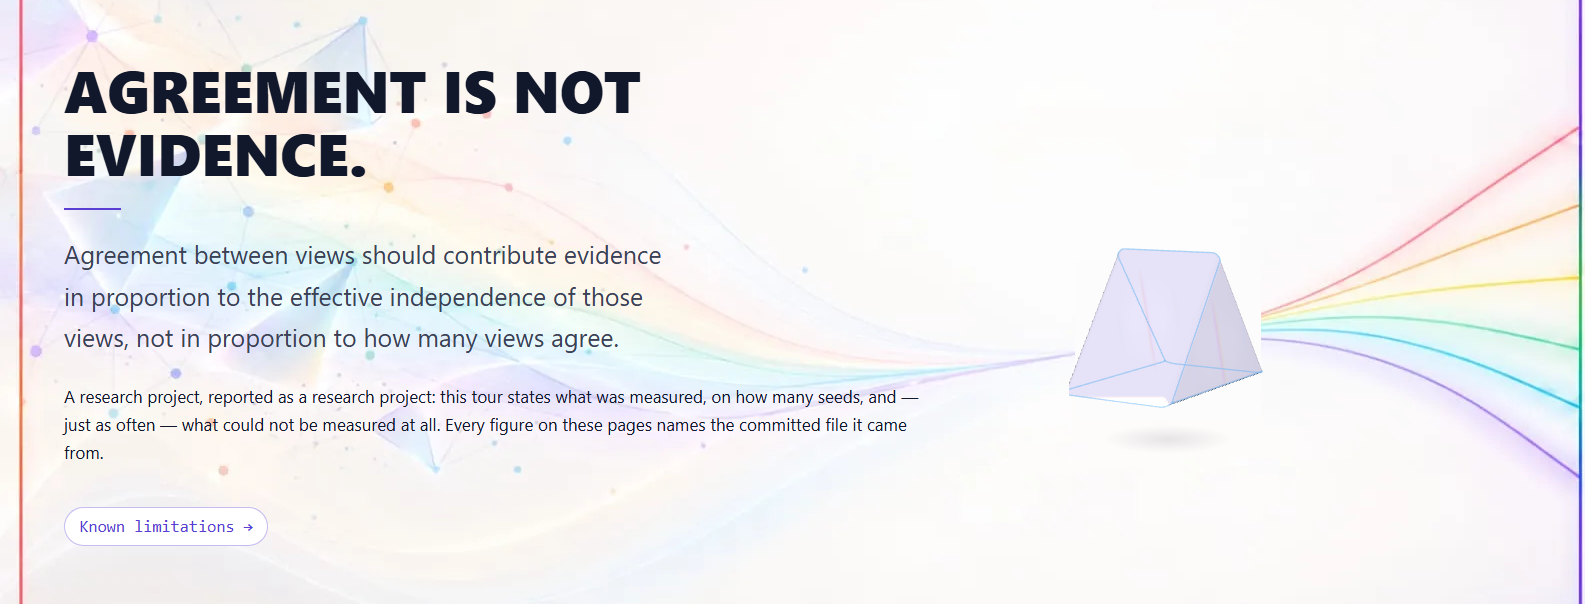 AGREEMENT IS NOT
EVIDENCE.
Agreement between views should contribute evidence
in proportion to the effective independence of those
views, not in proportion to how many views agree.
A research project, reported as a research project: this tour states what was measured, on how many seeds, and —
just as often — what could not be measured at all. Every figure on these pages names the committed file it came
from.
Known limitations →